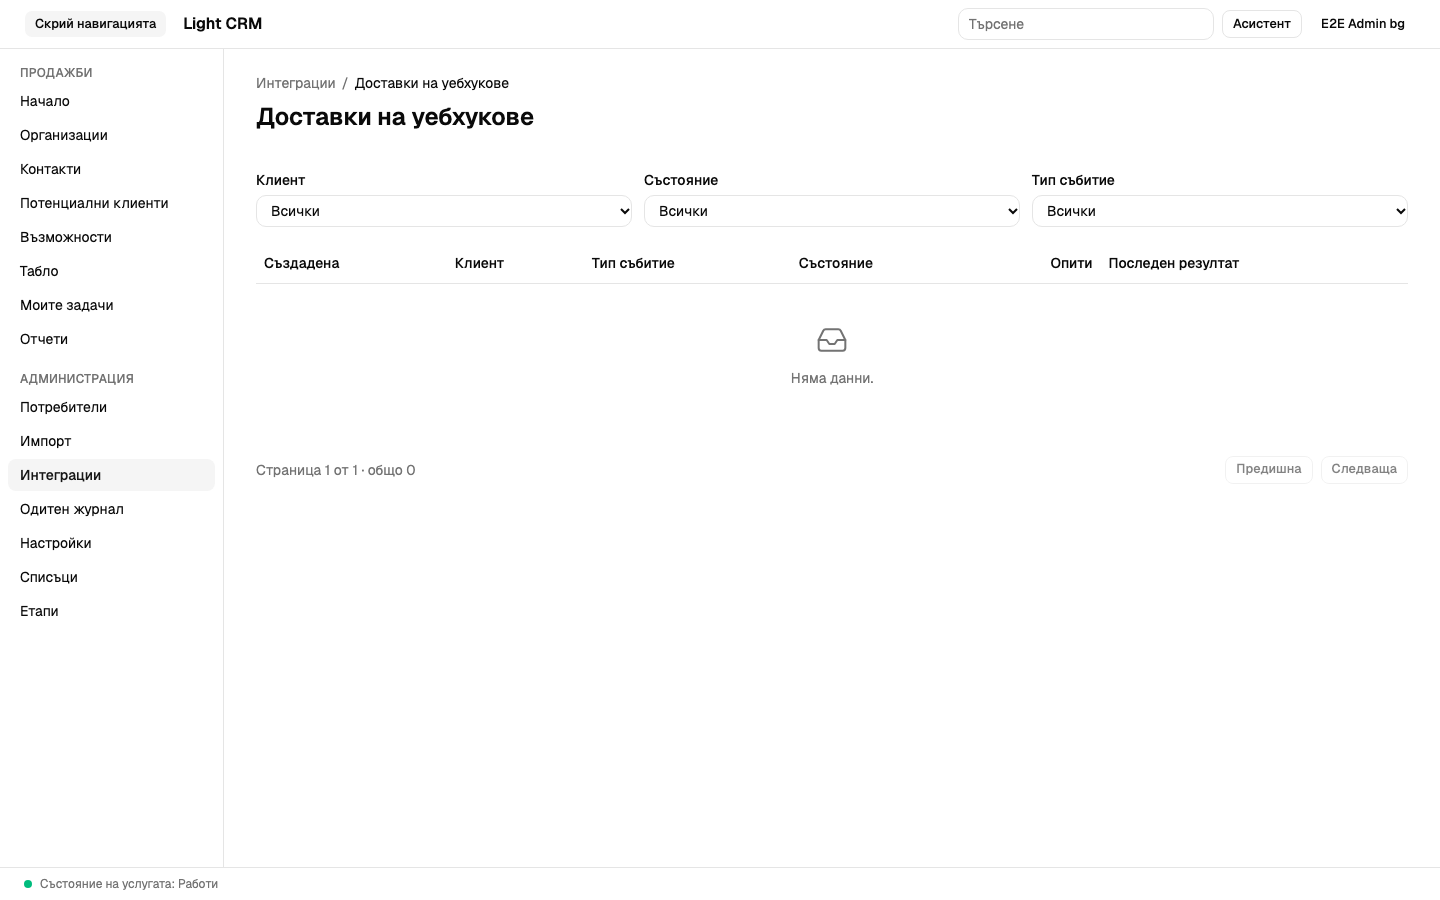 Скрий навигацията
Light CRM
Търсене
Асистент
E2E Admin bg
ПРОДАЖБИ
Начало
Организации
Контакти
Потенциални клиенти
Възможности
Табло
Моите задачи
Отчети
АДМИНИСТРАЦИЯ
Потребители
Импорт
Интеграции
Одитен журнал
Настройки
Списъци
Етапи
Интеграции / Доставки на уебхукове
Доставки на уебхукове
Клиент
Всички
Състояние
Всички
Тип събитие
Всички
Създадена Клиент Тип събитие Състояние Опити Последен резултат
Няма данни.
Страница 1 от 1 · общо 0
Предишна
Следваща
Състояние на услугата: Работи